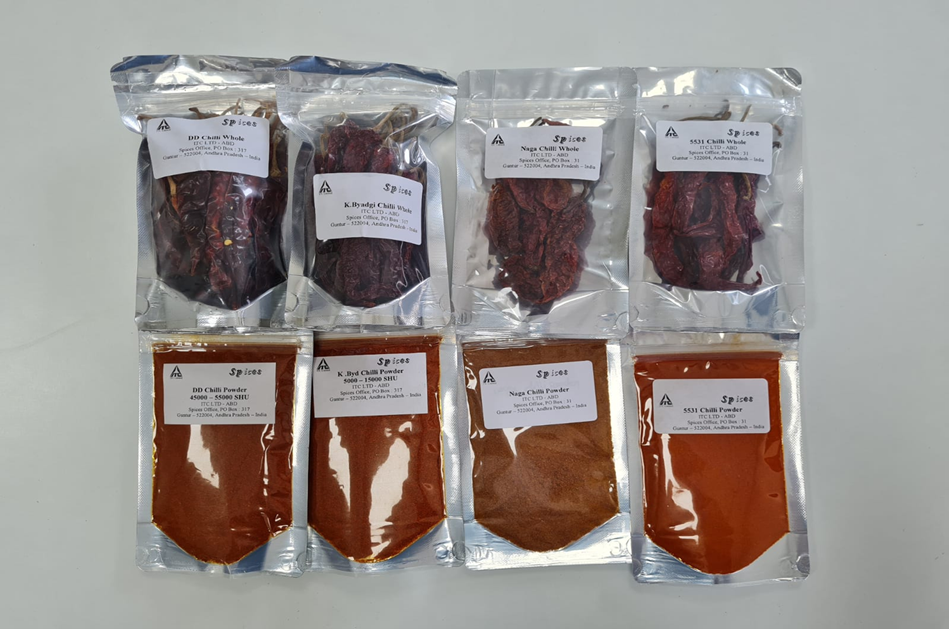 ITC
Spices
DD Chilli Whole
ITC LTD - ABD
Spices Office, PO Box : 317
Guntur – 522004, Andhra Pradesh – India
ITC
Spices
K.Byadgi Chilli Whole
ITC LTD - ABD
Spices Office, PO Box : 317
Guntur – 522004, Andhra Pradesh – India
ITC
Spices
Naga Chilli Whole
ITC LTD - ABD
Spices Office, PO Box : 31
Guntur – 522004, Andhra Pradesh – India
ITC
Spices
5531 Chilli Whole
ITC LTD - ABD
Spices Office, PO Box : 31
Guntur – 522004, Andhra Pradesh – India
ITC
Spices
DD Chilli Powder
45000 – 55000 SHU
ITC LTD - ABD
Spices Office, PO Box : 317
Guntur – 522004, Andhra Pradesh – India
ITC
Spices
K .Byd Chilli Powder
5000 – 15000 SHU
ITC LTD - ABD
Spices Office, PO Box : 317
Guntur – 522004, Andhra Pradesh – India
ITC
Spices
Naga Chilli Powder
ITC LTD - ABD
Spices Office, PO Box : 31
Guntur – 522004, Andhra Pradesh – India
ITC
Spices
5531 Chilli Powder
ITC LTD - ABD
Spices Office, PO Box : 31
Guntur – 522004, Andhra Pradesh – India